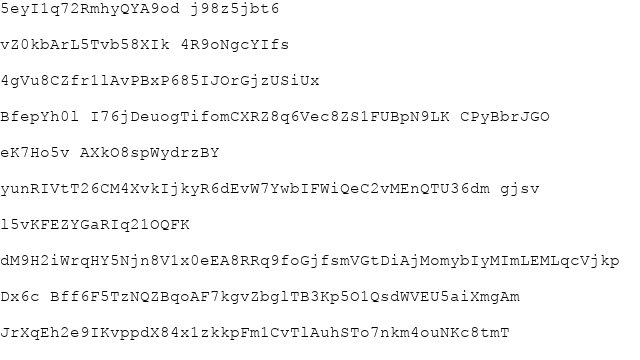 5eyI1q72RmhyQYA9od j98z5jbt6
vZ0kbArL5Tvb58XIk 4R9oNgcYIfs
4gVu8CZfr1lAvPBxP685IJOrGjzUSiUx
BfepYh0l I76jDeuogTifomCXRZ8q6Vec8ZS1FUBpN9LK CPyBbrJGO
eK7Ho5v AXkO8spWydrzBY
yunRIVtT26CM4XvkIjkyR6dEvW7YwbIFWiQeC2vMEnQTU36dm gjsv
l5vKFEZYGaRIq21OQFK
dM9H2iWrqHY5Njn8V1x0eEA8RRq9foGjfsmVGtDiAjMomybIyMImLEMLqcVjkp
Dx6c Bff6F5TzNQZBqoAF7kgvZbglTB3Kp5O1QsdWVEU5aiXmgAm
JrXqEh2e9IKvppdX84x1zkkpFm1CvTlAuhSTo7nkm4ouNKc8tmT